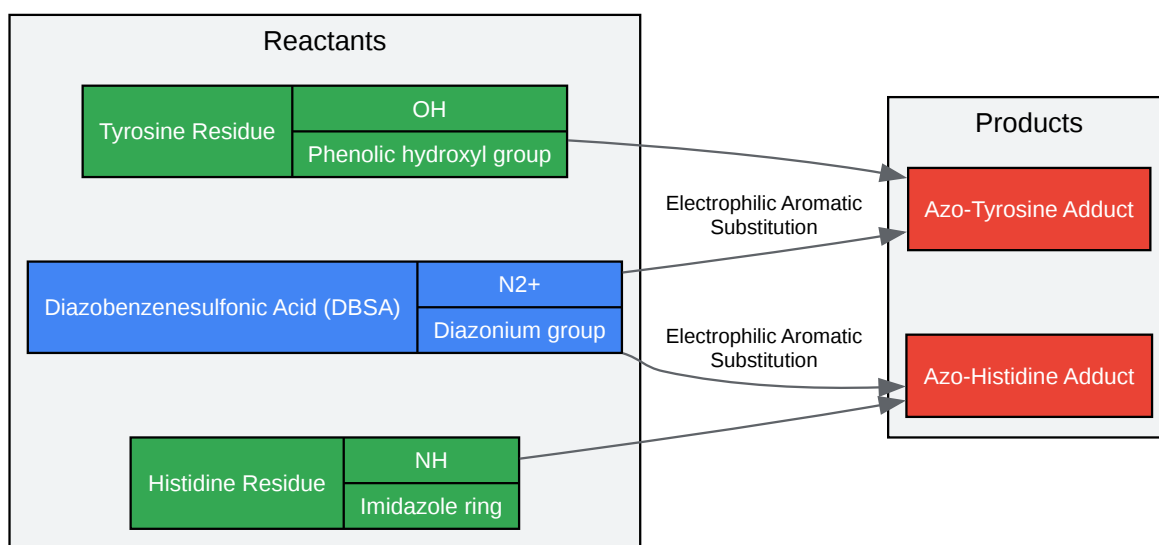 Reactants
Tyrosine Residue
OH
Phenolic hydroxyl group
Diazobenzenesulfonic Acid (DBSA)
N2+
Diazonium group
Histidine Residue
NH
Imidazole ring
Electrophilic Aromatic
Substitution
Electrophilic Aromatic
Substitution
Products
Azo-Tyrosine Adduct
Azo-Histidine Adduct